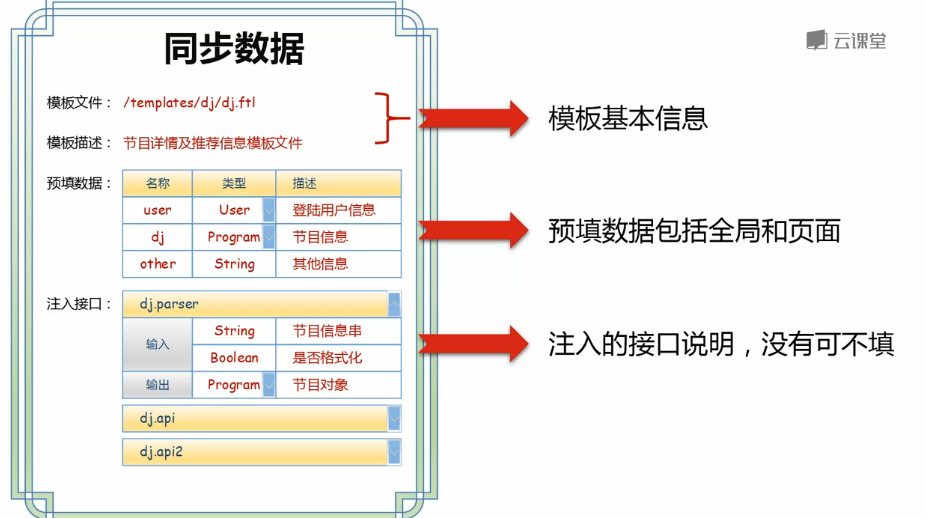 同步数据
云课堂
模板文件： /templates/dj/dj.ftl
模板基本信息
模板描述： 节目详情及推荐信息模板文件
预填数据： 名称 类型 描述
user User 登陆用户信息
预填数据包括全局和页面
dj Program 节目信息
other String 其他信息
注入接口： dj.parser
输入 String 节目信息串
注入的接口说明，没有可不填
Boolean 是否格式化
输出 Program 节目对象
dj.api
dj.api2